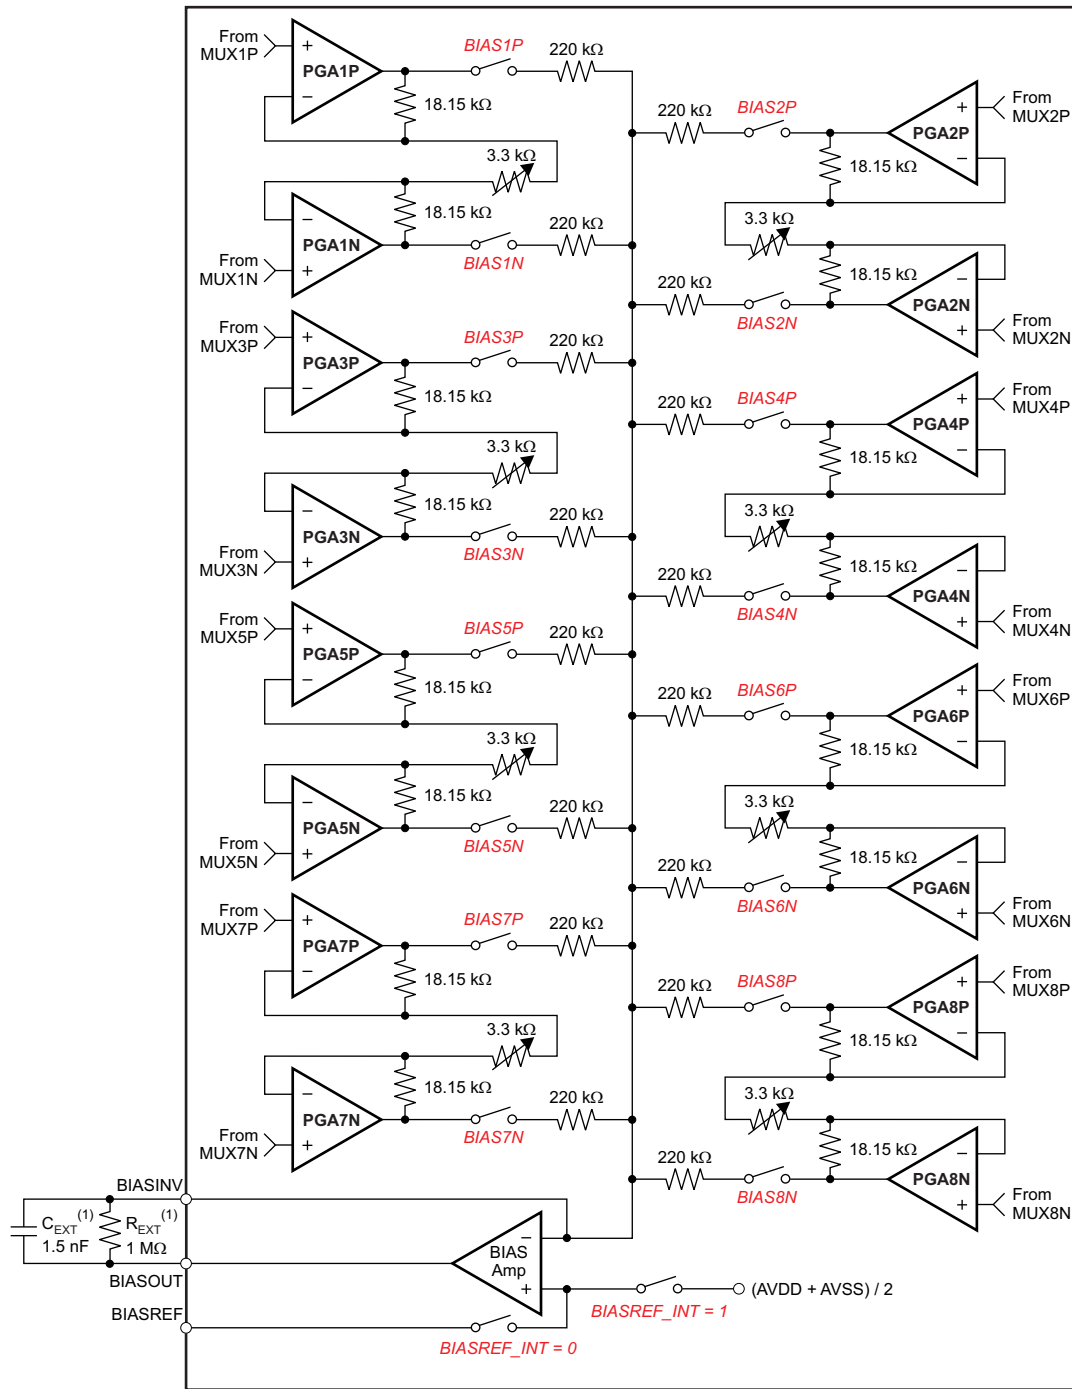 From
MUX1P
+
PGA1P
−
BIAS1P
220 kΩ
18.15 kΩ
3.3 kΩ
−
PGA1N
+
18.15 kΩ
From
MUX1N
BIAS1N
220 kΩ
220 kΩ
BIAS2P
+
PGA2P
−
From
MUX2P
18.15 kΩ
3.3 kΩ
18.15 kΩ
−
PGA2N
+
220 kΩ
BIAS2N
From
MUX2N
From
MUX3P
+
PGA3P
−
BIAS3P
220 kΩ
18.15 kΩ
3.3 kΩ
−
PGA3N
+
18.15 kΩ
From
MUX3N
BIAS3N
220 kΩ
220 kΩ
BIAS4P
+
PGA4P
−
From
MUX4P
18.15 kΩ
3.3 kΩ
18.15 kΩ
−
PGA4N
+
220 kΩ
BIAS4N
From
MUX4N
From
MUX5P
+
PGA5P
−
BIAS5P
220 kΩ
18.15 kΩ
3.3 kΩ
−
PGA5N
+
18.15 kΩ
From
MUX5N
BIAS5N
220 kΩ
220 kΩ
BIAS6P
+
PGA6P
−
From
MUX6P
18.15 kΩ
3.3 kΩ
18.15 kΩ
−
PGA6N
+
220 kΩ
BIAS6N
From
MUX6N
From
MUX7P
+
PGA7P
−
BIAS7P
220 kΩ
18.15 kΩ
3.3 kΩ
−
PGA7N
+
18.15 kΩ
From
MUX7N
BIAS7N
220 kΩ
220 kΩ
BIAS8P
+
PGA8P
−
From
MUX8P
18.15 kΩ
3.3 kΩ
18.15 kΩ
−
PGA8N
+
220 kΩ
BIAS8N
From
MUX8N
BIASINV
C_EXT (1)
1.5 nF
R_EXT (1)
1 MΩ
BIASOUT
BIASREF
−
BIAS
Amp
+
(AVDD + AVSS) / 2
BIASREF_INT = 1
BIASREF_INT = 0